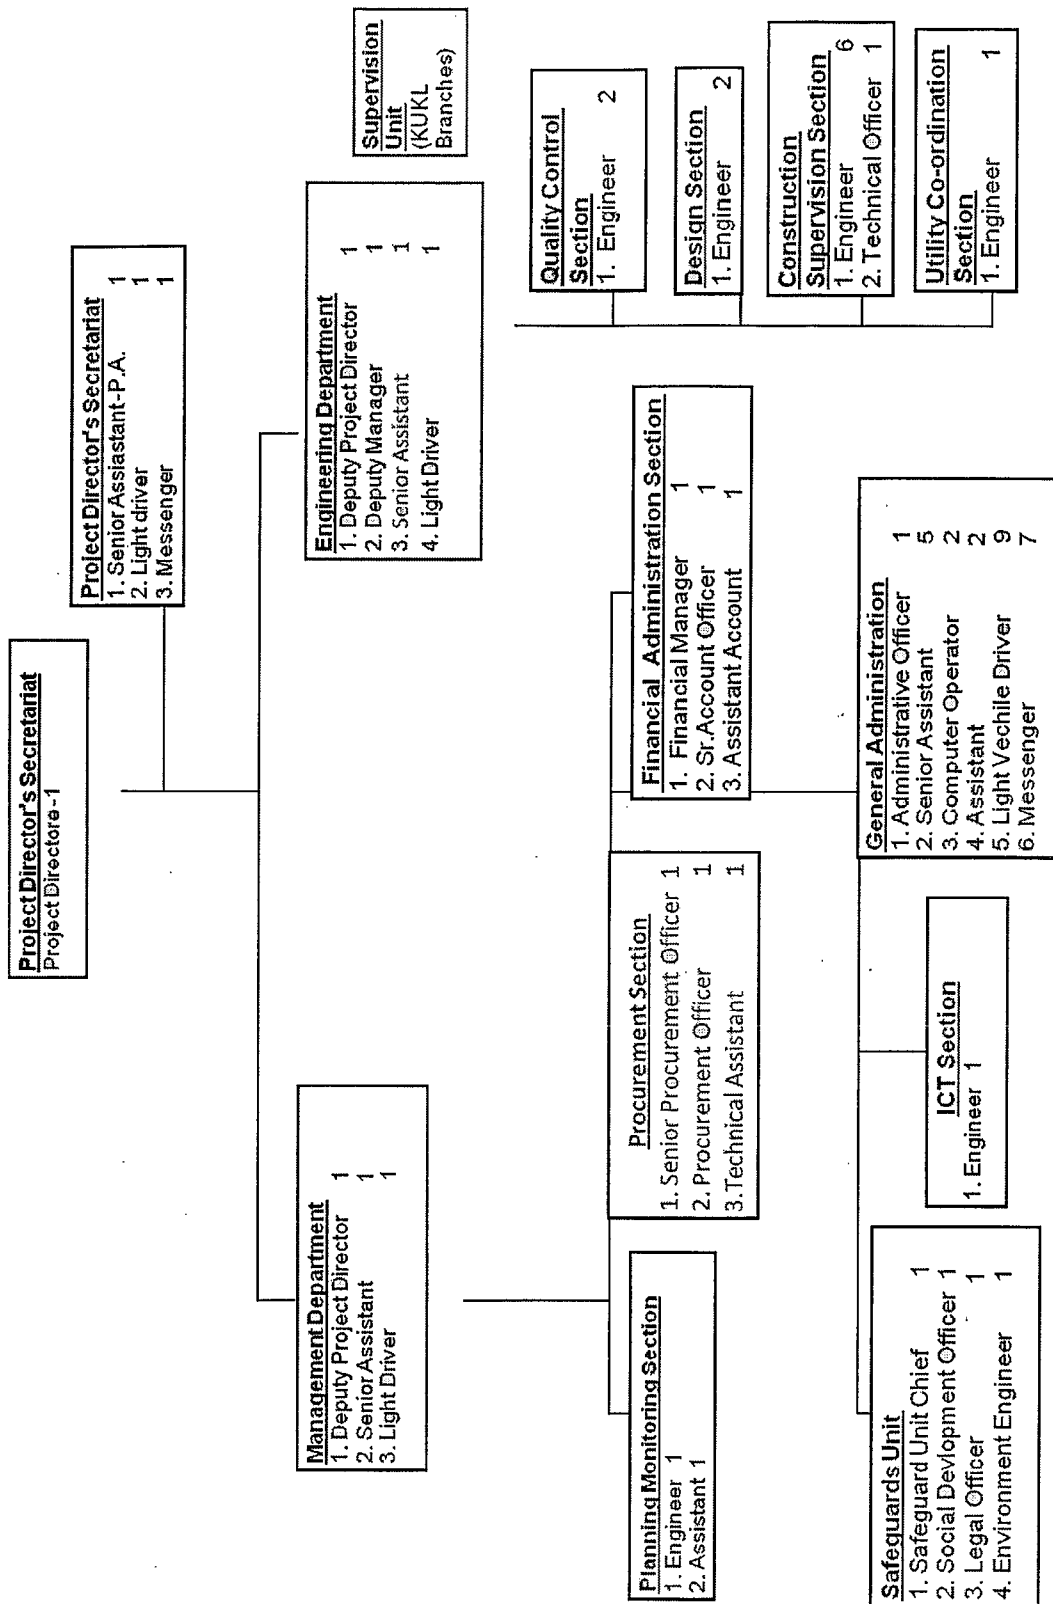 Project Director's Secretariat
Project Directore-1
Project Director's Secretariat
1. Senior Assiastant-P.A. 1
2. Light driver 1
3. Messenger 1
Management Department
1. Deputy Project Director 1
2. Senior Assistant 1
3. Light Driver 1
Engineering Department
1. Deputy Project Director 1
2. Deputy Manager 1
3. Senior Assistant 1
4. Light Driver 1
Supervision
Unit
(KUKL
Branches)
Planning Monitoring Section
1. Engineer 1
2. Assistant 1
Procurement Section
1. Senior Procurement Officer 1
2. Procurement Officer 1
3. Technical Assistant 1
Financial Administration Section
1. Financial Manager 1
2. Sr. Account Officer 1
3. Assistant Account 1
Quality Control
Section
1. Engineer 2
Design Section
1. Engineer 2
Construction
Supervision Section
1. Engineer 6
2. Technical Officer 1
Utility Co-ordination
Section
1. Engineer 1
Safeguards Unit
1. Safeguard Unit Chief 1
2. Social Devlopment Officer 1
3. Legal Officer 1
4. Environment Engineer 1
ICT Section
1. Engineer 1
General Administration
1. Administrative Officer 1
2. Senior Assistant 5
3. Computer Operator 2
4. Assistant 2
5. Light Vechile Driver 9
6. Messenger 7